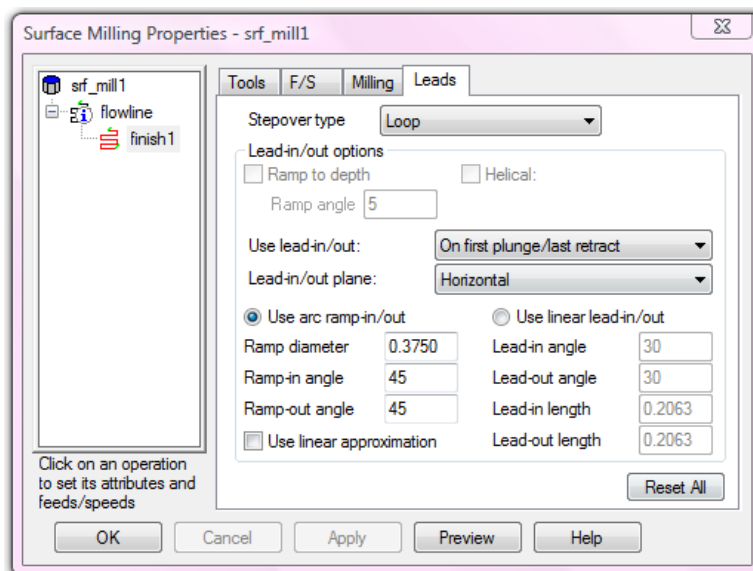 Surface Milling Properties - srf_mill1
srf_mill1
flowline
finish1
Click on an operation
to set its attributes and
feeds/speeds
Tools F/S Milling Leads
Stepover type Loop
Lead-in/out options
Ramp to depth Helical:
Ramp angle 5
Use lead-in/out: On first plunge/last retract
Lead-in/out plane: Horizontal
Use arc ramp-in/out Use linear lead-in/out
Ramp diameter 0.3750 Lead-in angle 30
Ramp-in angle 45 Lead-out angle 30
Ramp-out angle 45 Lead-in length 0.2063
Use linear approximation Lead-out length 0.2063
Reset All
OK Cancel Apply Preview Help